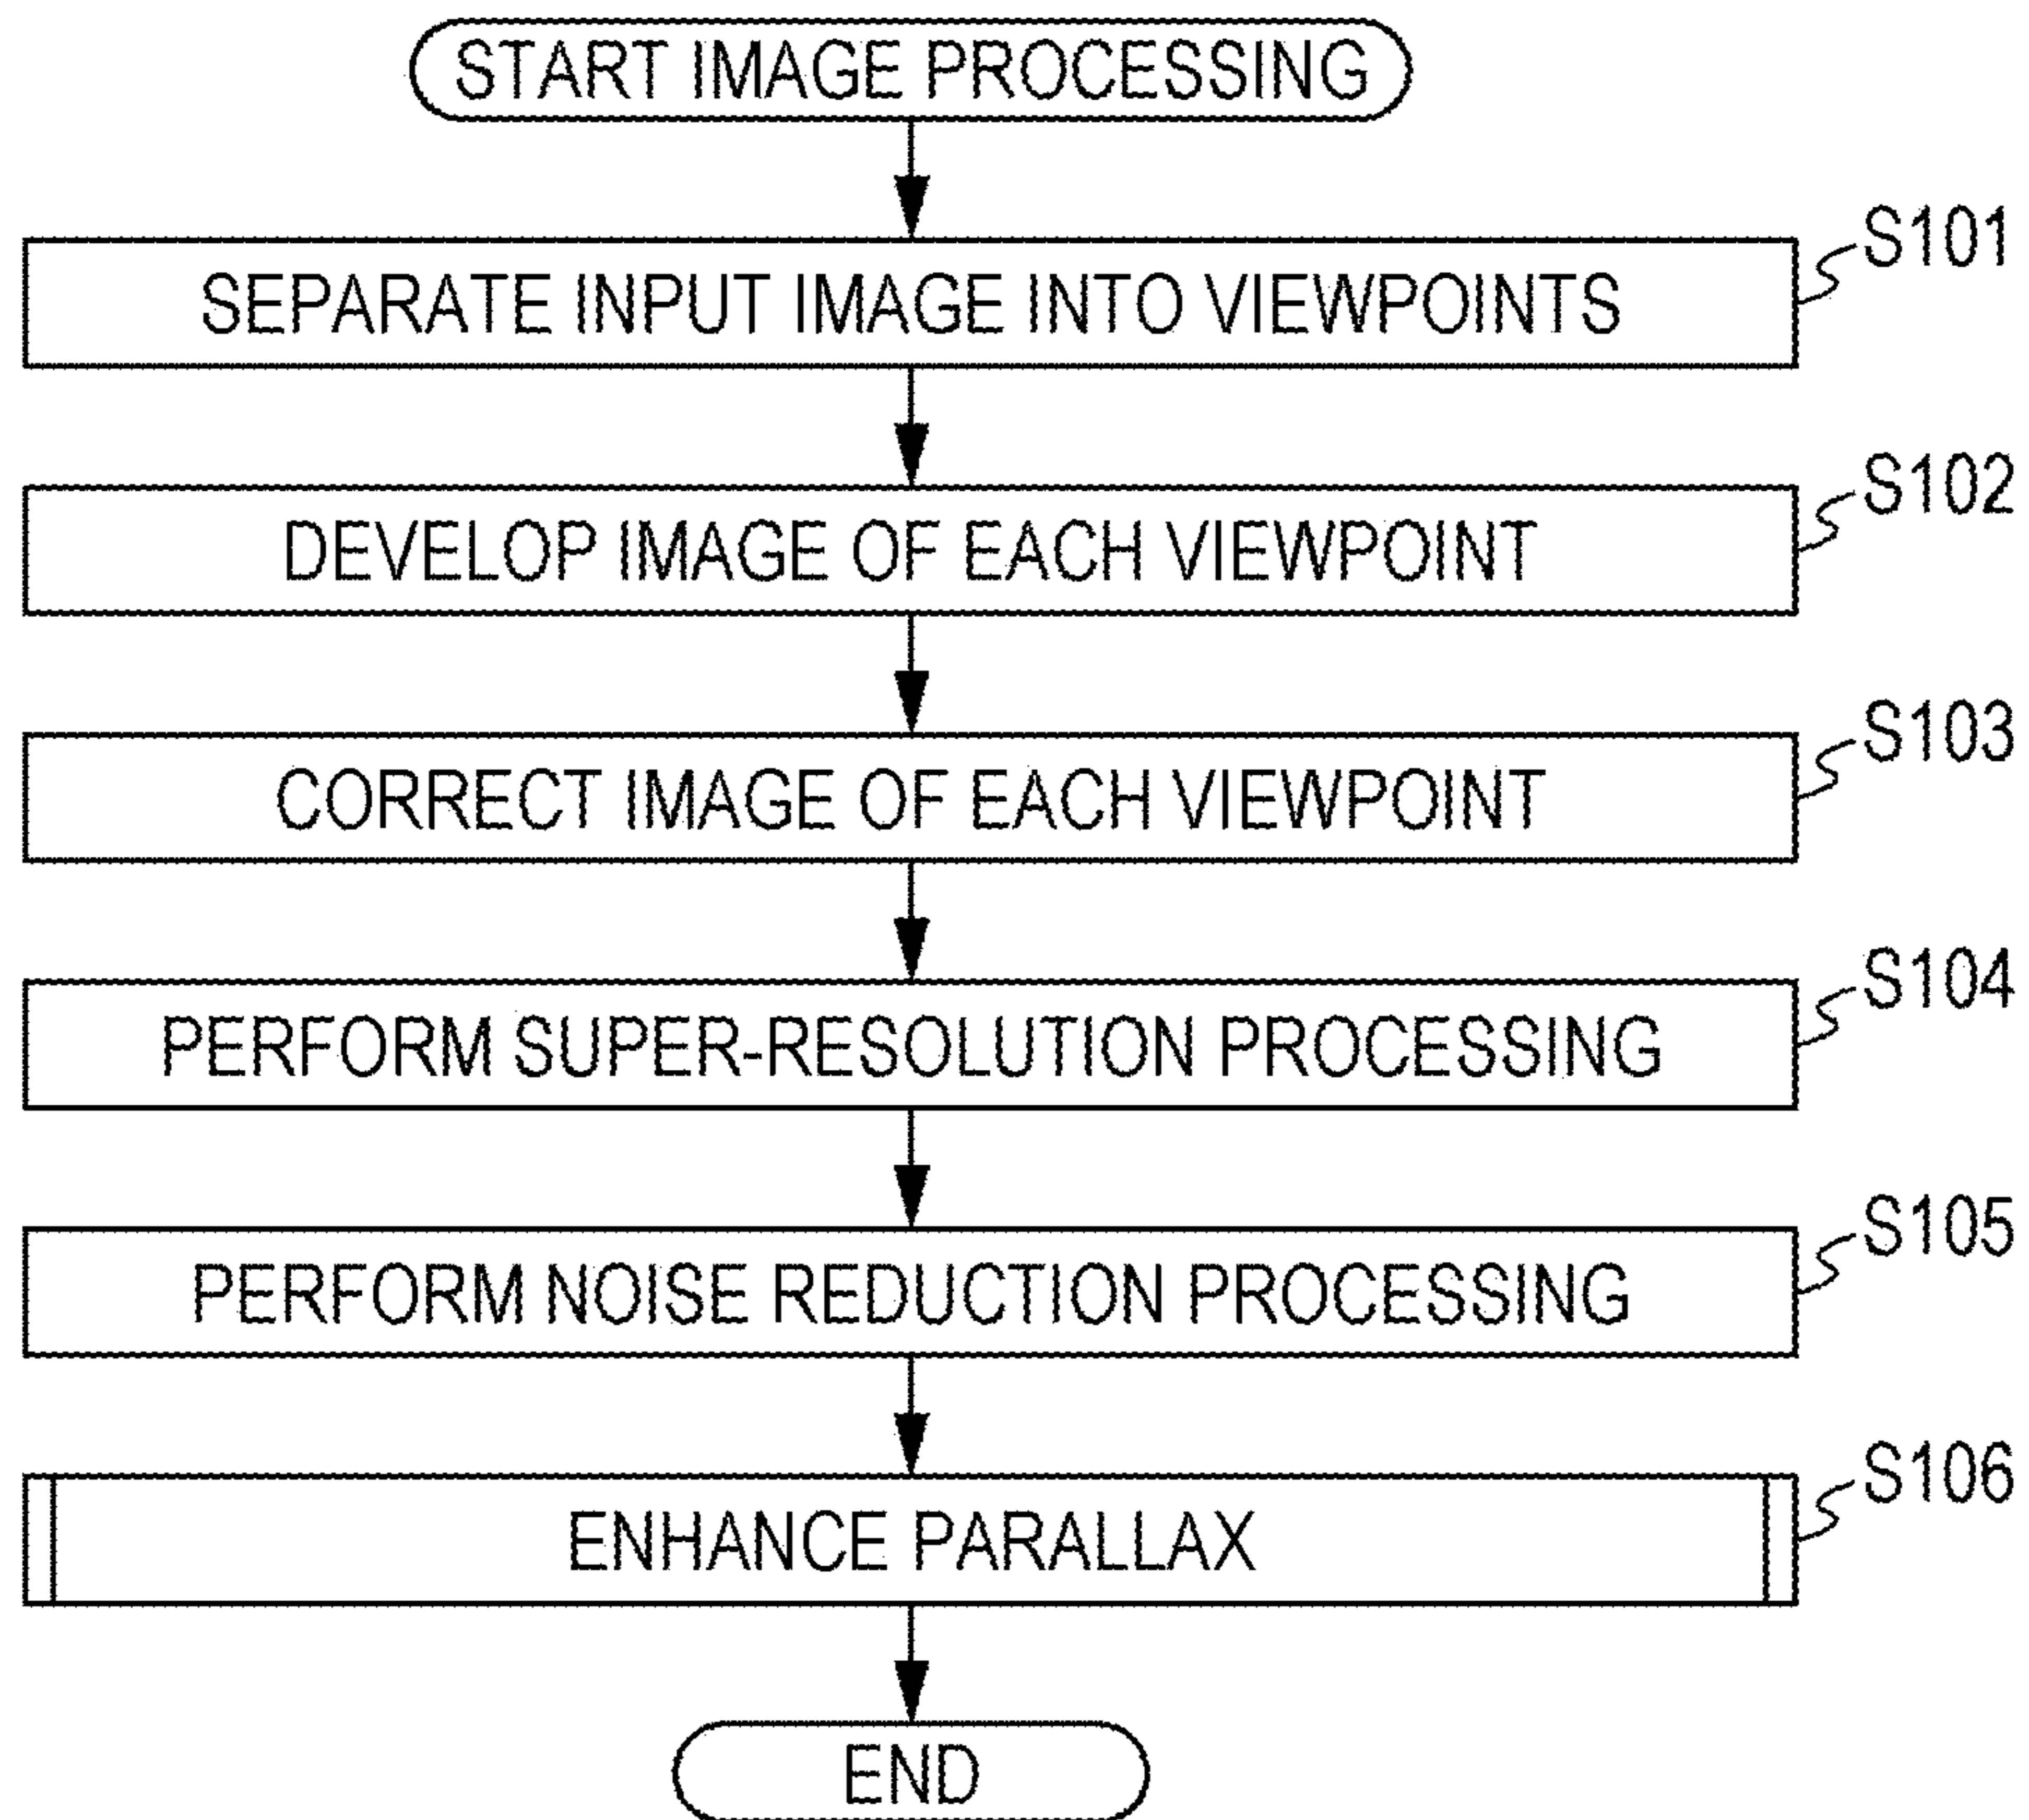 START IMAGE PROCESSING
S101
SEPARATE INPUT IMAGE INTO VIEWPOINTS
S102
DEVELOP IMAGE OF EACH VIEWPOINT
S103
CORRECT IMAGE OF EACH VIEWPOINT
S104
PERFORM SUPER-RESOLUTION PROCESSING
S105
PERFORM NOISE REDUCTION PROCESSING
S106
ENHANCE PARALLAX
END